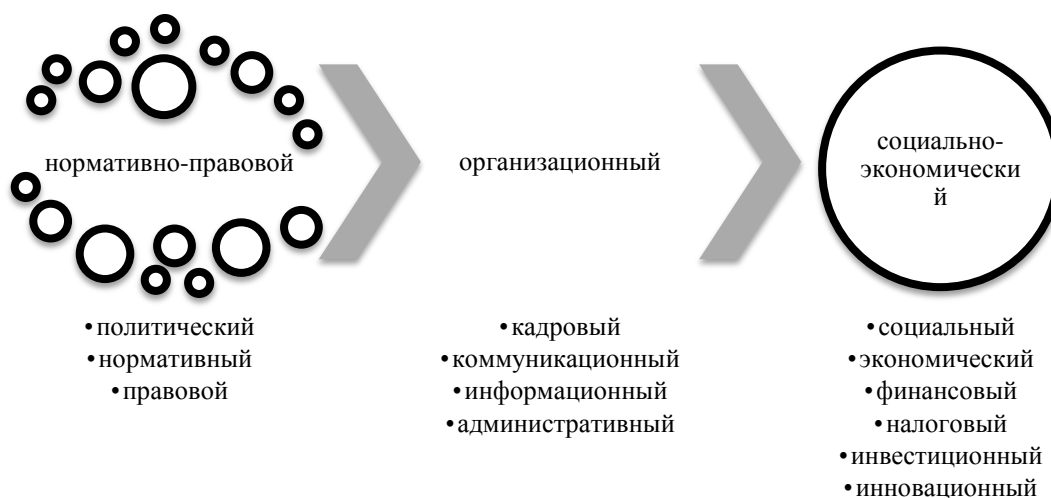 нормативно-правовой
организационный
социально-
экономически
й
•политический
•нормативный
•правовой
•кадровый
•коммуникационный
•информационный
•административный
•социальный
•экономический
•финансовый
•налоговый
•инвестиционный
•инновационный